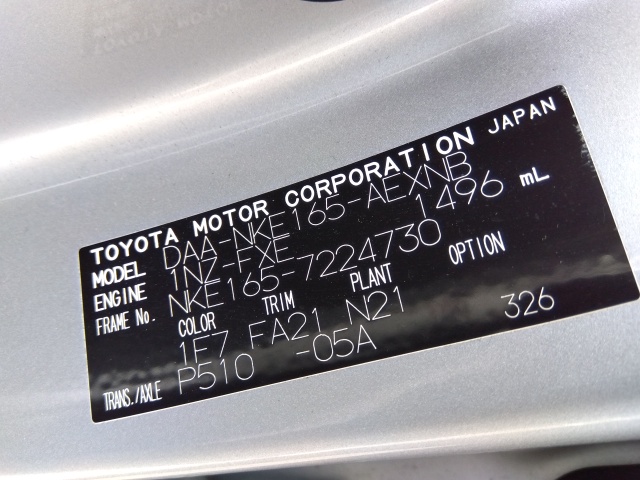 TOYOTA MOTOR CORPORATION JAPAN
MODEL DAA-NKE165-AEXNB
ENGINE 1NZ-FXE 1496 mL
FRAME No. NKE165-7224730
COLOR TRIM PLANT OPTION
1F7 FA21 N21
TRANS./AXLE P510 -05A 326